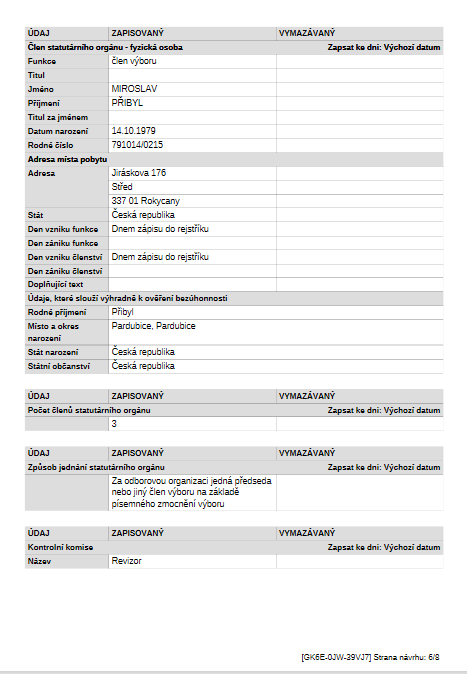 ÚDAJ ZAPISOVANÝ VYMAZÁVANÝ
Člen statutárního orgánu - fyzická osoba Zapsat ke dni: Výchozí datum
Funkce člen výboru
Titul
Jméno MIROSLAV
Příjmení PŘIBYL
Titul za jménem
Datum narození 14.10.1979
Rodné číslo 791014/0215
Adresa místa pobytu
Adresa Jiráskova 176
Střed
337 01 Rokycany
Stát Česká republika
Den vzniku funkce Dnem zápisu do rejstříku
Den zániku funkce
Den vzniku členství Dnem zápisu do rejstříku
Den zániku členství
Doplňující text
Údaje, které slouží výhradně k ověření bezúhonnosti
Rodné příjmení Přibyl
Místo a okres Pardubice, Pardubice
narození
Stát narození Česká republika
Státní občanství Česká republika
ÚDAJ ZAPISOVANÝ VYMAZÁVANÝ
Počet členů statutárního orgánu Zapsat ke dni: Výchozí datum
3
ÚDAJ ZAPISOVANÝ VYMAZÁVANÝ
Způsob jednání statutárního orgánu Zapsat ke dni: Výchozí datum
Za odborovou organizaci jedná předseda
nebo jiný člen výboru na základě
písemného zmocnění výboru
ÚDAJ ZAPISOVANÝ VYMAZÁVANÝ
Kontrolní komise Zapsat ke dni: Výchozí datum
Název Revizor
[GK6E-0JW-39VJ7] Strana návrhu: 6/8